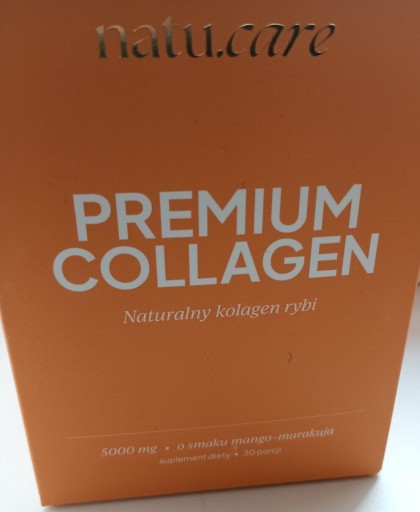 natu.care
PREMIUM
COLLAGEN
Naturalny kolagen rybi
5000 mg • o smaku mango-marakuja
suplement diety • 30 porcji